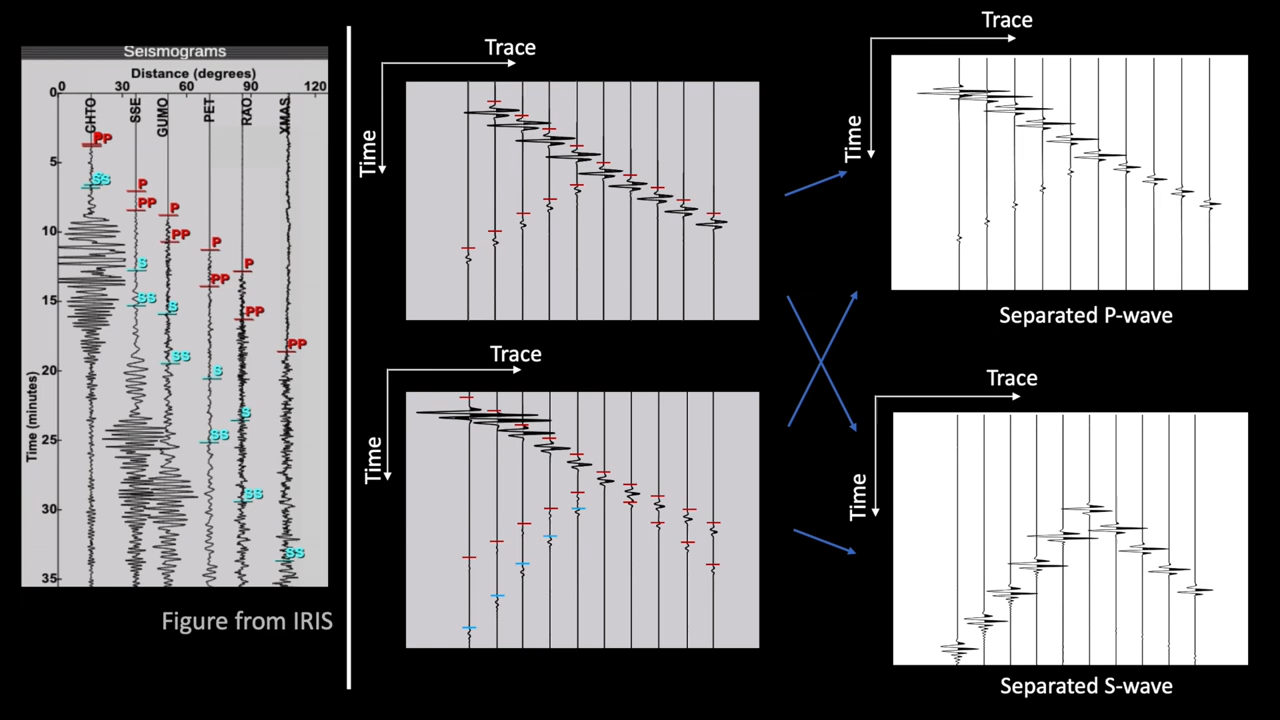 Seismograms
Distance (degrees)
0 30 60 90 120
CHTO SSE GUMO PET RAO XMAS
0
5
10
15
20
25
30
35
Time (minutes)
PP
SS
P
PP
S
SS
P
PP
S
SS
P
PP
S
SS
P
PP
S
SS
PP
SS
Figure from IRIS
Trace
Time
Trace
Time
Trace
Time
Separated P-wave
Trace
Time
Separated S-wave